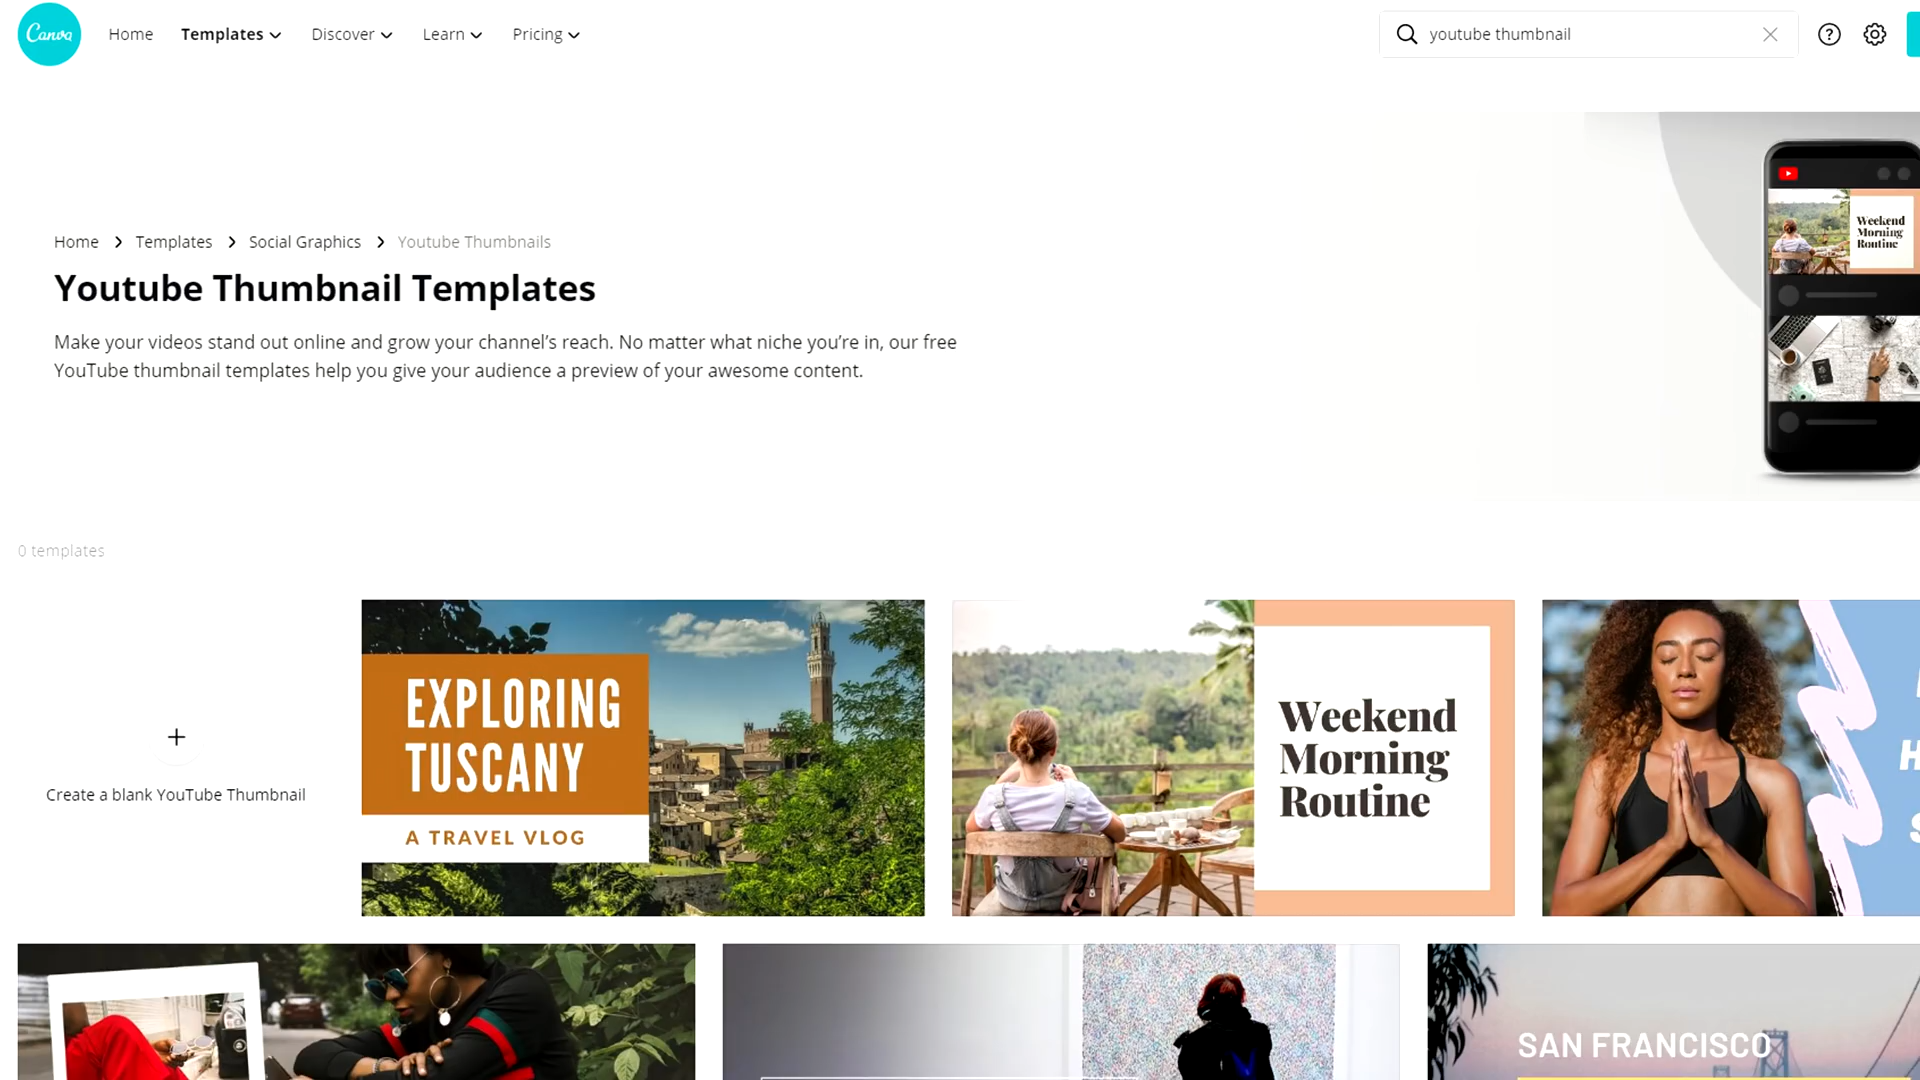 Canva
Home
Templates
Discover
Learn
Pricing
youtube thumbnail
Home
Templates
Social Graphics
Youtube Thumbnails
Youtube Thumbnail Templates
Make your videos stand out online and grow your channel's reach. No matter what niche you're in, our free
YouTube thumbnail templates help you give your audience a preview of your awesome content.
Weekend
Morning
Routine
0 templates
Create a blank YouTube Thumbnail
EXPLORING
TUSCANY
A TRAVEL VLOG
Weekend
Morning
Routine
SAN FRANCISCO